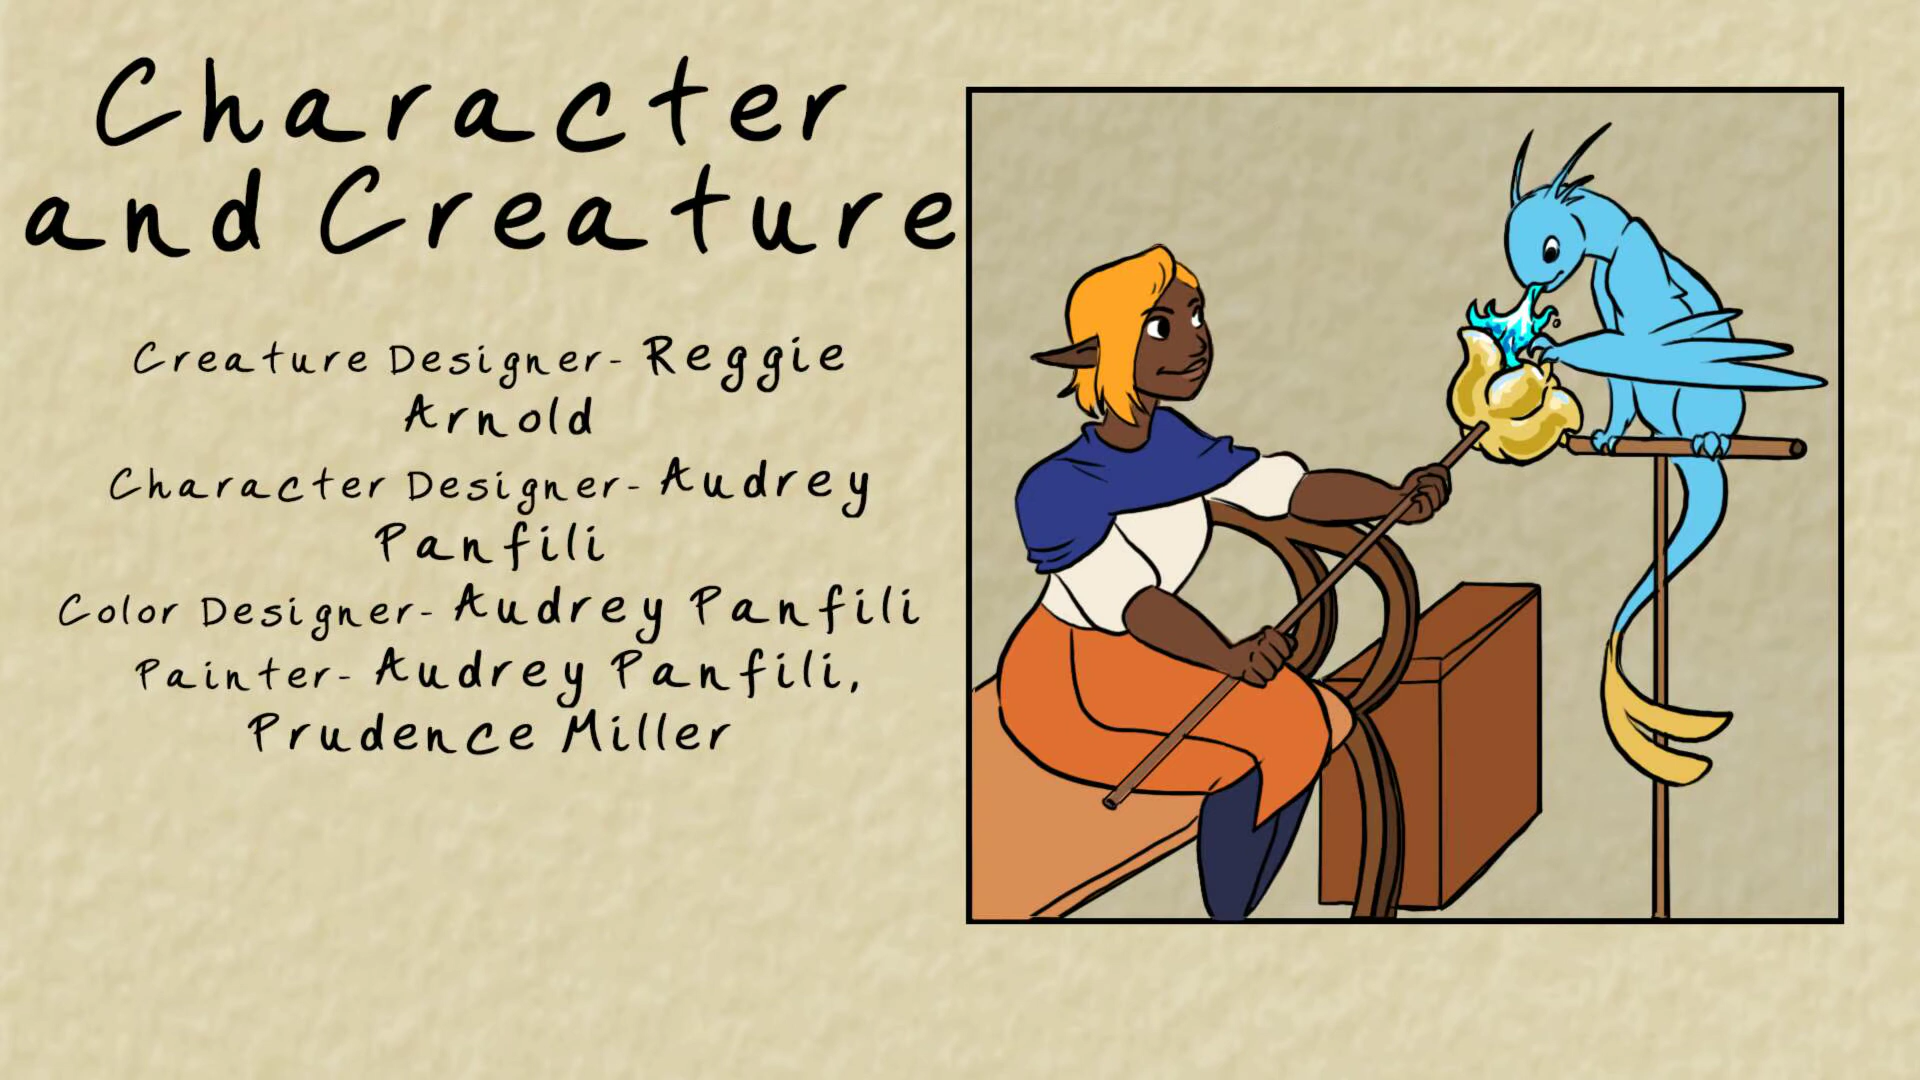 Character
and Creature
Creature Designer- Reggie
Arnold
Character Designer- Audrey
Panfili
Color Designer- Audrey Panfili
Painter- Audrey Panfili,
Prudence Miller